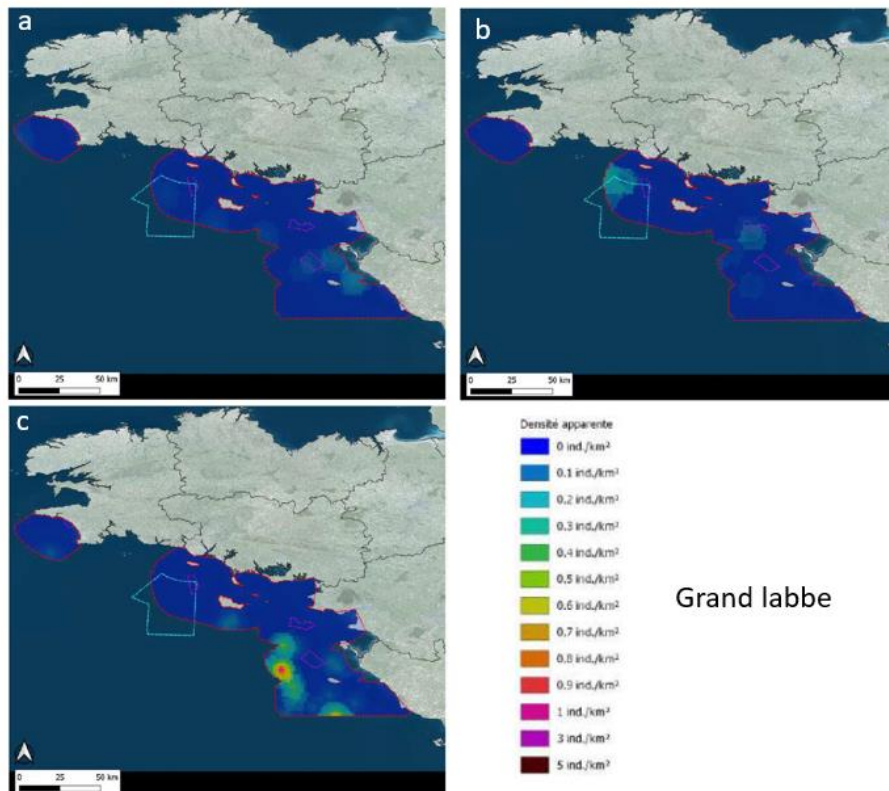 a
b
0 25 50 km
0 25 50 km
c
0 25 50 km
Densité apparente
0 ind./km²
0.1 ind./km²
0.2 ind./km²
0.3 ind./km²
0.4 ind./km²
0.5 ind./km²
0.6 ind./km²
0.7 ind./km²
0.8 ind./km²
0.9 ind./km²
1 ind./km²
3 ind./km²
5 ind./km²
Grand labbe